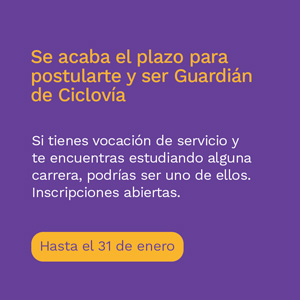 Se acaba el plazo para
postularte y ser Guardián
de Ciclovía
Si tienes vocación de servicio y
te encuentras estudiando alguna
carrera, podrías ser uno de ellos.
Inscripciones abiertas.
Hasta el 31 de enero